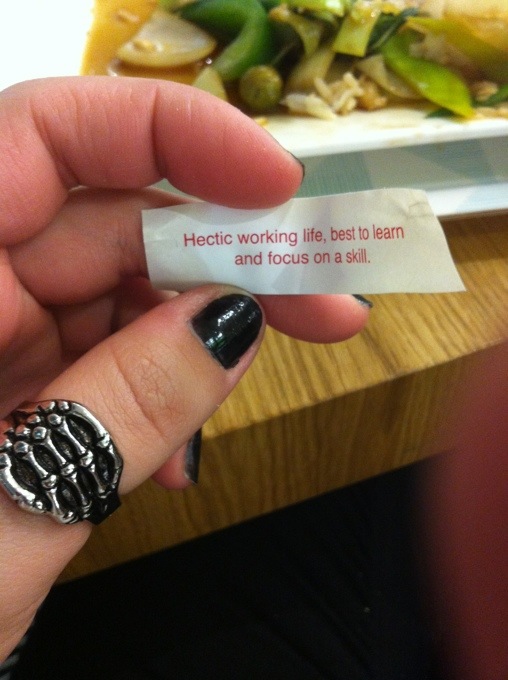 Hectic working life, best to learn
and focus on a skill.